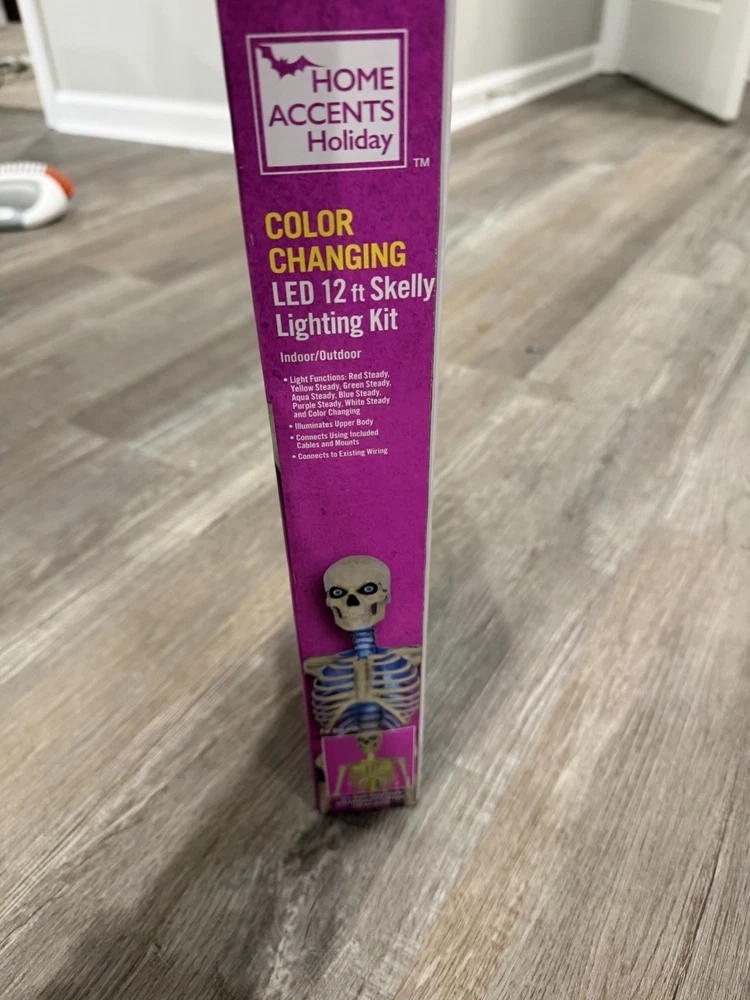 HOME
ACCENTS
Holiday
TM
COLOR
CHANGING
LED 12 ft Skelly
Lighting Kit
Indoor/Outdoor
• Light Functions: Red Steady,
Yellow Steady, Green Steady,
Aqua Steady, Blue Steady,
Purple Steady, White Steady
and Color Changing
• Illuminates Upper Body
• Connects Using Included
Cables and Mounts
• Connects to Existing Wiring